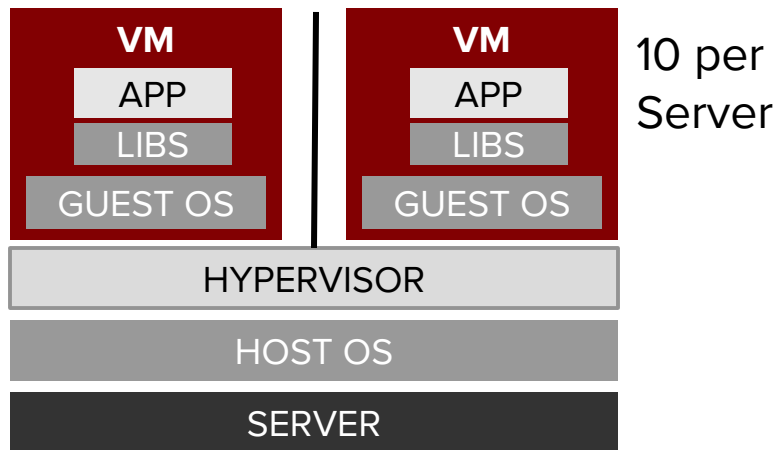 VM
APP
LIBS
GUEST OS
VM
APP
LIBS
GUEST OS
10 per
Server
HYPERVISOR
HOST OS
SERVER